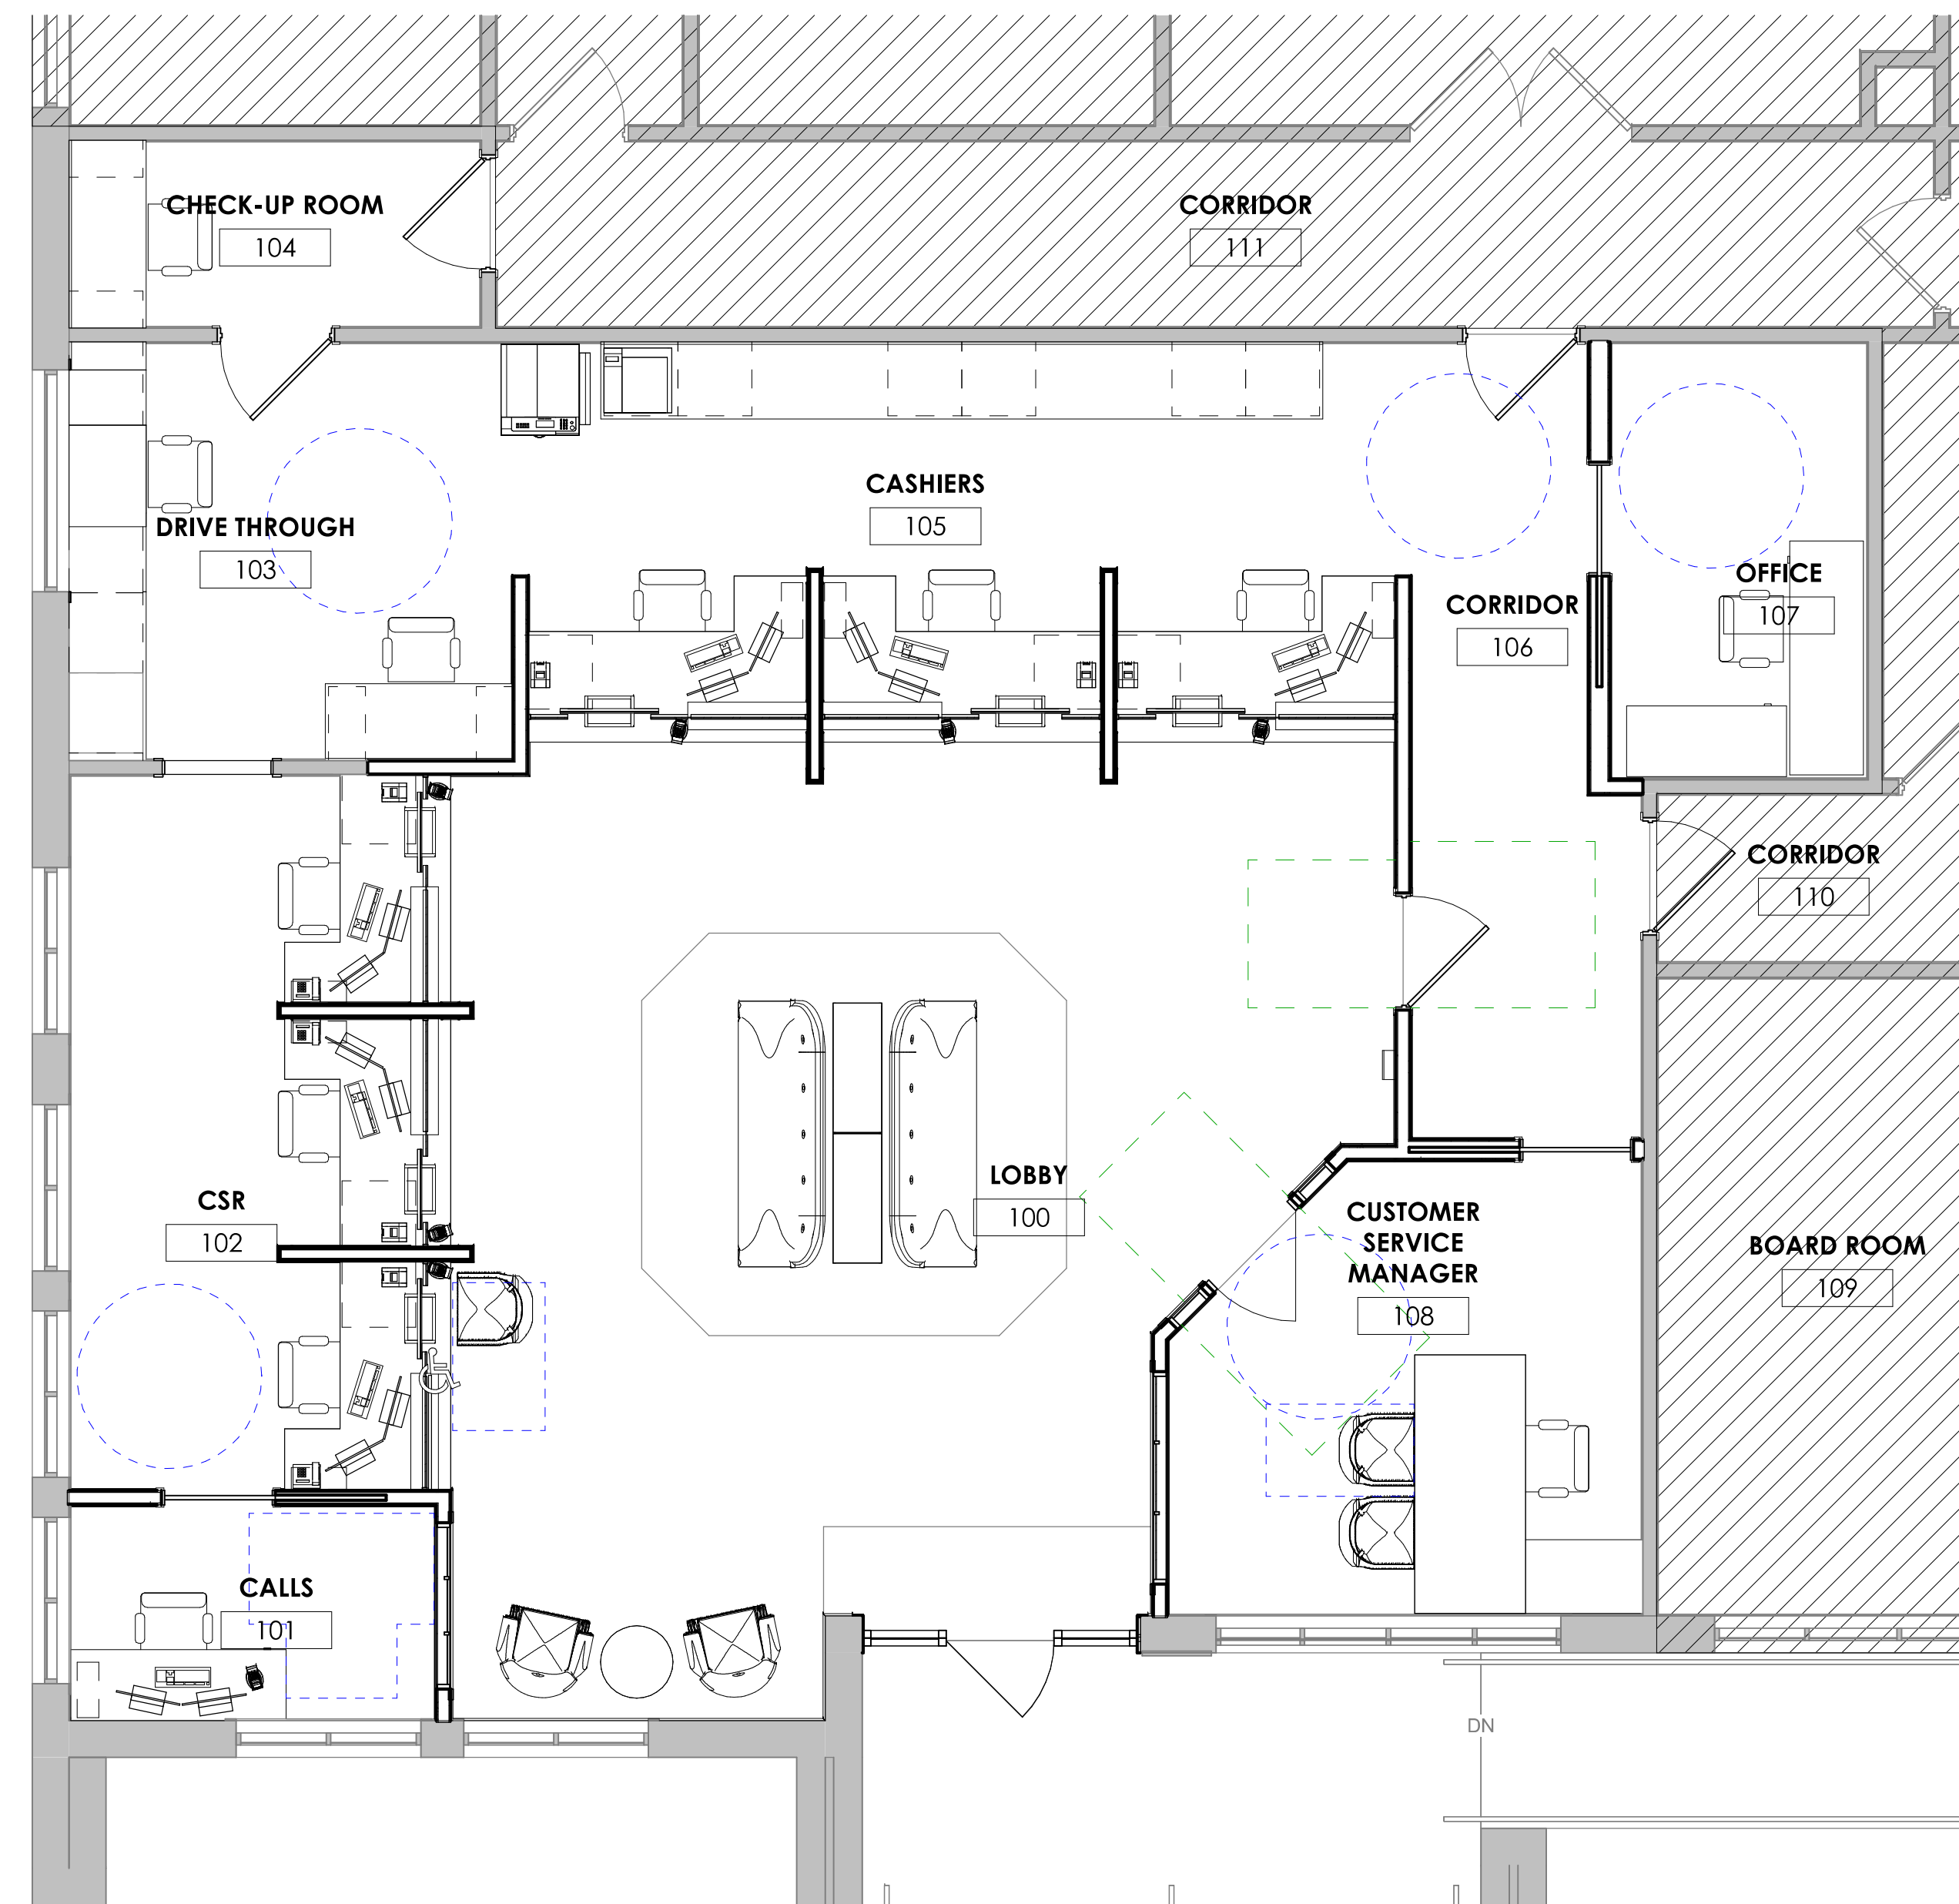 CHECK-UP ROOM
104
CORRIDOR
111
CASHIERS
105
DRIVE THROUGH
103
OFFICE
107
CORRIDOR
106
CORRIDOR
110
LOBBY
100
CSR
102
CUSTOMER
SERVICE
MANAGER
108
BOARD ROOM
109
CALLS
101
DN